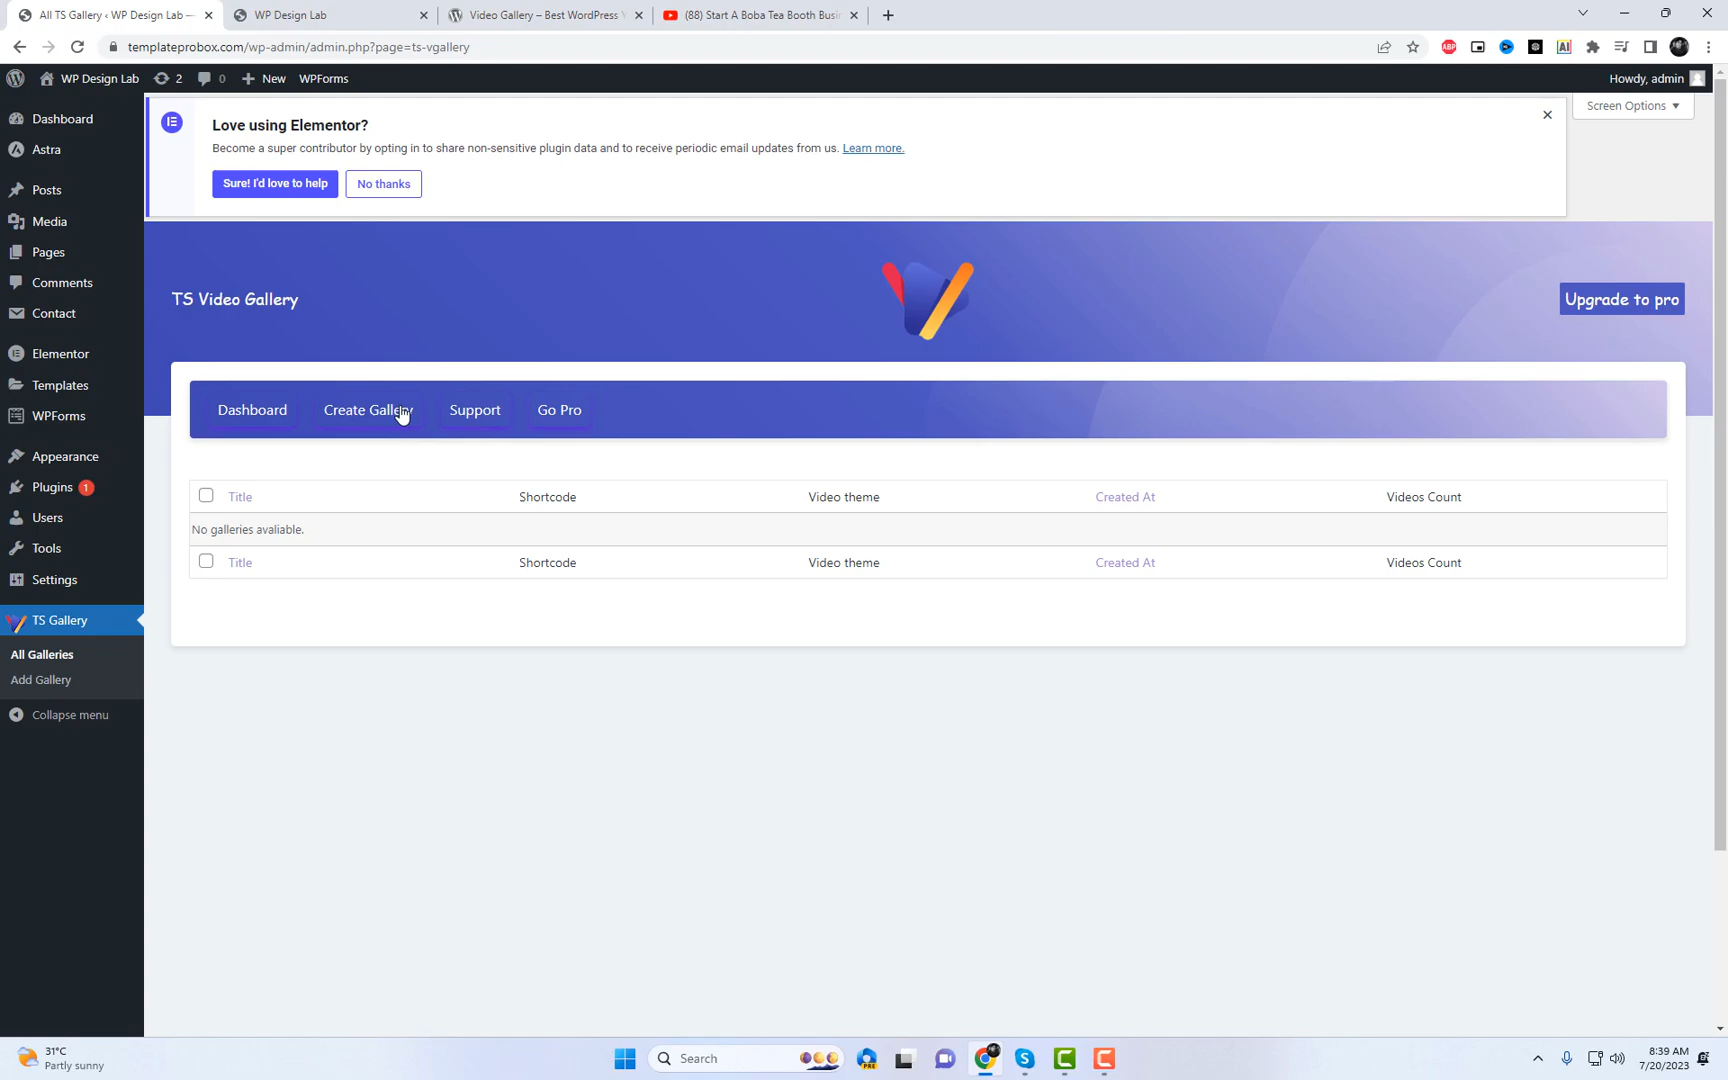 All TS Gallery ‹ WP Design Lab —
WP Design Lab
Video Gallery – Best WordPress Y
(88) Start A Boba Tea Booth Busin
templateprobox.com/wp-admin/admin.php?page=ts-vgallery
ABP
AI
WP Design Lab
2
0
New
WPForms
Howdy, admin
Screen Options
Love using Elementor?
Become a super contributor by opting in to share non-sensitive plugin data and to receive periodic email updates from us. Learn more.
Sure! I'd love to help
No thanks
Dashboard
Astra
Posts
Media
Pages
Comments
Contact
Elementor
Templates
WPForms
Appearance
Plugins 1
Users
Tools
Settings
TS Gallery
All Galleries
Add Gallery
Collapse menu
TS Video Gallery
Upgrade to pro
Dashboard
Create Gallery
Support
Go Pro
Title
Shortcode
Video theme
Created At
Videos Count
No galleries avaliable.
Title
Shortcode
Video theme
Created At
Videos Count
31°C
Partly sunny
Search
PRE
8:39 AM
7/20/2023